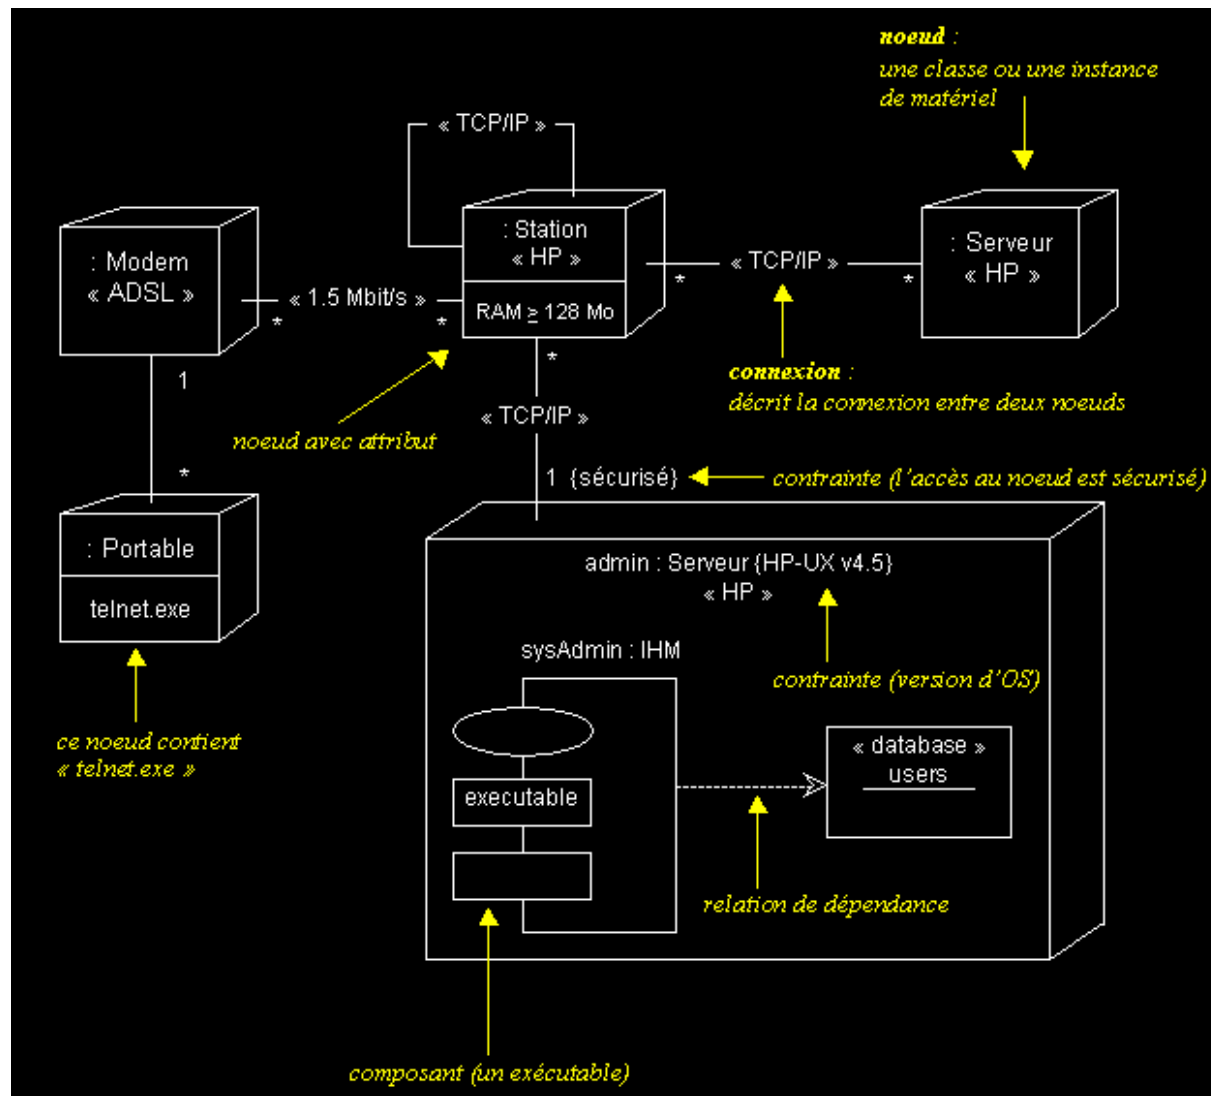 noeud :
une classe ou une instance
de matériel
« TCP/IP »
: Modem
« ADSL »
« 1.5 Mbit/s »
*
*
: Station
« HP »
RAM ≥ 128 Mo
*
« TCP/IP »
*
: Serveur
« HP »
connexion :
décrit la connexion entre deux noeuds
1
*
noeud avec attribut
*
« TCP/IP »
1 {sécurisé}
contrainte (l'accès au noeud est sécurisé)
: Portable
telnet.exe
ce noeud contient
« telnet.exe »
admin : Serveur {HP-UX v4.5}
« HP »
contrainte (version d'OS)
sysAdmin : IHM
executable
« database »
users
relation de dépendance
composant (un exécutable)